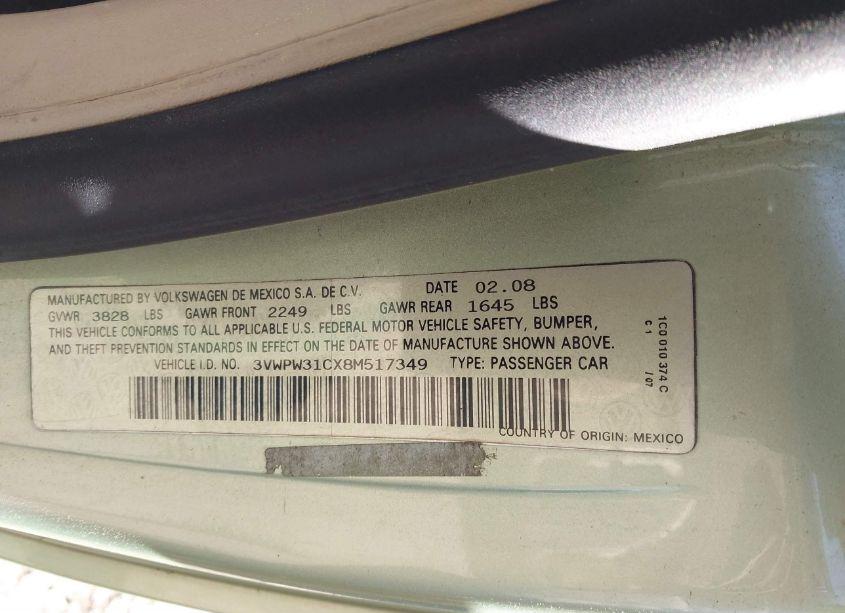 MANUFACTURED BY VOLKSWAGEN DE MEXICO S.A. DE C.V. DATE 02.08
GVWR 3828 LBS GAWR FRONT 2249 LBS GAWR REAR 1645 LBS
THIS VEHICLE CONFORMS TO ALL APPLICABLE U.S. FEDERAL MOTOR VEHICLE SAFETY, BUMPER,
AND THEFT PREVENTION STANDARDS IN EFFECT ON THE DATE OF MANUFACTURE SHOWN ABOVE.
VEHICLE I.D. NO. 3VWPW31CX8M517349 TYPE: PASSENGER CAR
COUNTRY OF ORIGIN: MEXICO
1C0 010 374 C
C 1 / 07